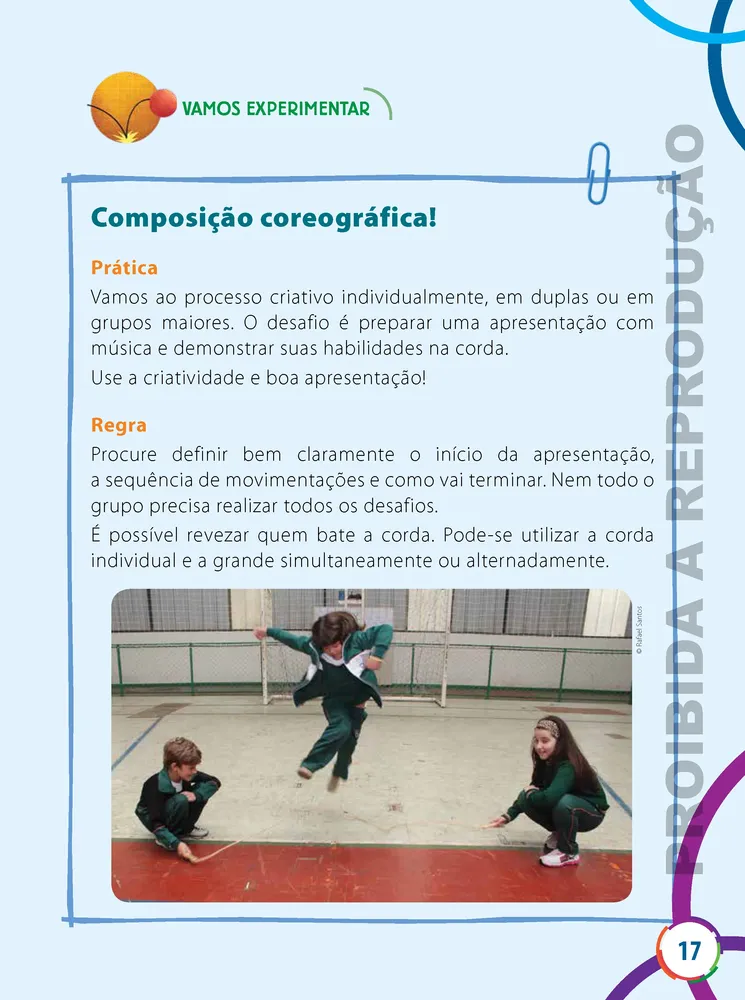 VAMOS EXPERIMENTAR
Composição coreográfica!
Prática
Vamos ao processo criativo individualmente, em duplas ou em
grupos maiores. O desafio é preparar uma apresentação com
música e demonstrar suas habilidades na corda.
Use a criatividade e boa apresentação!
Regra
Procure definir bem claramente o início da apresentação,
a sequência de movimentações e como vai terminar. Nem todo o
grupo precisa realizar todos os desafios.
É possível revezar quem bate a corda. Pode-se utilizar a corda
individual e a grande simultaneamente ou alternadamente.
© Rafael Santos
PROIBIDA A REPRODUÇÃO
17